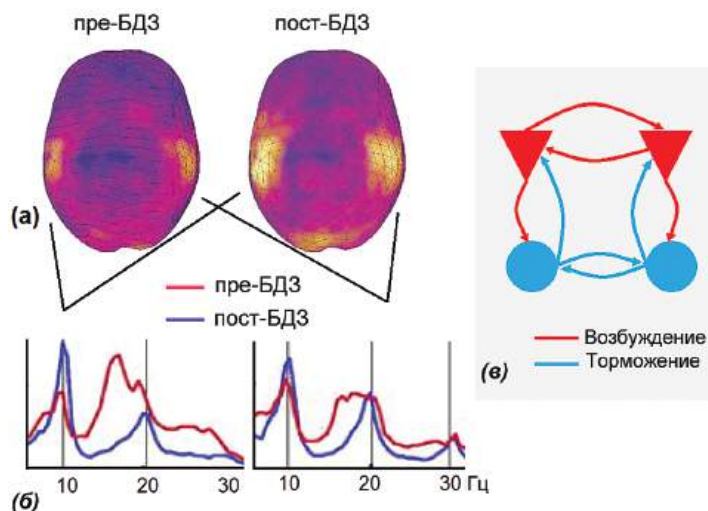 пре-БДЗ
пост-БДЗ
(а)
пре-БДЗ
пост-БДЗ
(б)
10
20
30
10
20
30 Гц
Возбуждение
Торможение
(в)